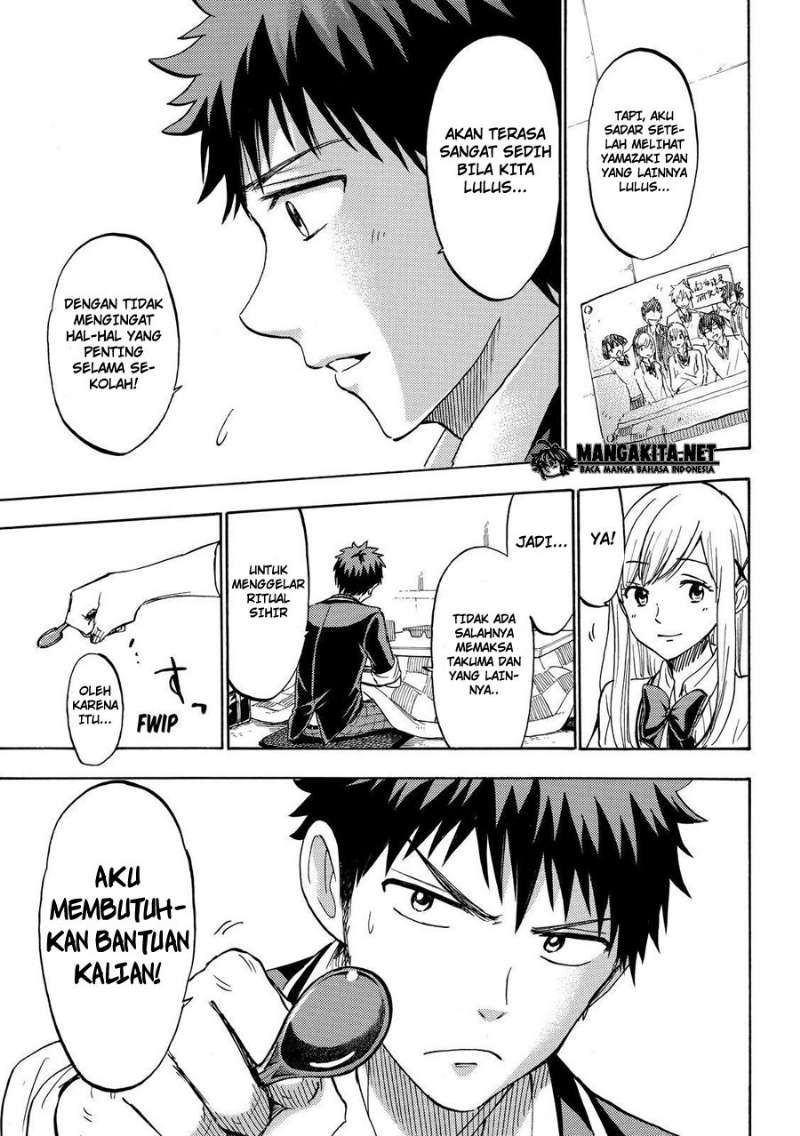 TAPI, AKU
SADAR SETE-
LAH MELIHAT
YAMAZAKI DAN
YANG LAINNYA
LULUS...
AKAN TERASA
SANGAT SEDIH
BILA KITA
LULUS...
DENGAN TIDAK
MENGINGAT
HAL-HAL YANG
PENTING
SELAMA SE-
KOLAH!
MANGAKITA.NET
BACA MANGA BAHASA INDONESIA
YA!
JADI...
TIDAK ADA
SALAHNYA
MEMAKSA
TAKUMA DAN
YANG LAIN-
NYA..
UNTUK
MENGGELAR
RITUAL
SIHIR
す
FWIP
OLEH
KARENA
ITU...
AKU
MEMBUTUH-
KAN BANTUAN
KALIAN!